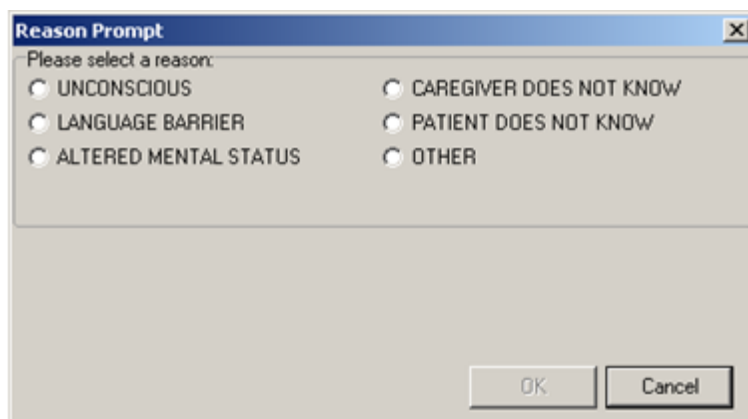 Reason Prompt
Please select a reason:
UNCONSCIOUS
LANGUAGE BARRIER
ALTERED MENTAL STATUS
CAREGIVER DOES NOT KNOW
PATIENT DOES NOT KNOW
OTHER
OK
Cancel